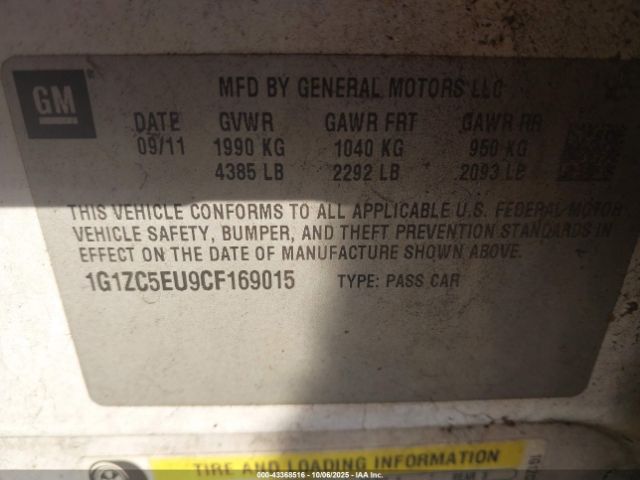 GM
MFD BY GENERAL MOTORS LLC
DATE GVWR GAWR FRT GAWR RR
09/11 1990 KG 1040 KG 950 KG
4385 LB 2292 LB 2093 LB
THIS VEHICLE CONFORMS TO ALL APPLICABLE U.S. FEDERAL MOTOR
VEHICLE SAFETY, BUMPER, AND THEFT PREVENTION STANDARDS
IN EFFECT ON THE DATE OF MANUFACTURE SHOWN ABOVE.
1G1ZC5EU9CF169015 TYPE: PASS CAR
TIRE AND LOADING INFORMATION
000-43368516 - 10/06/2025 - IAAI.com